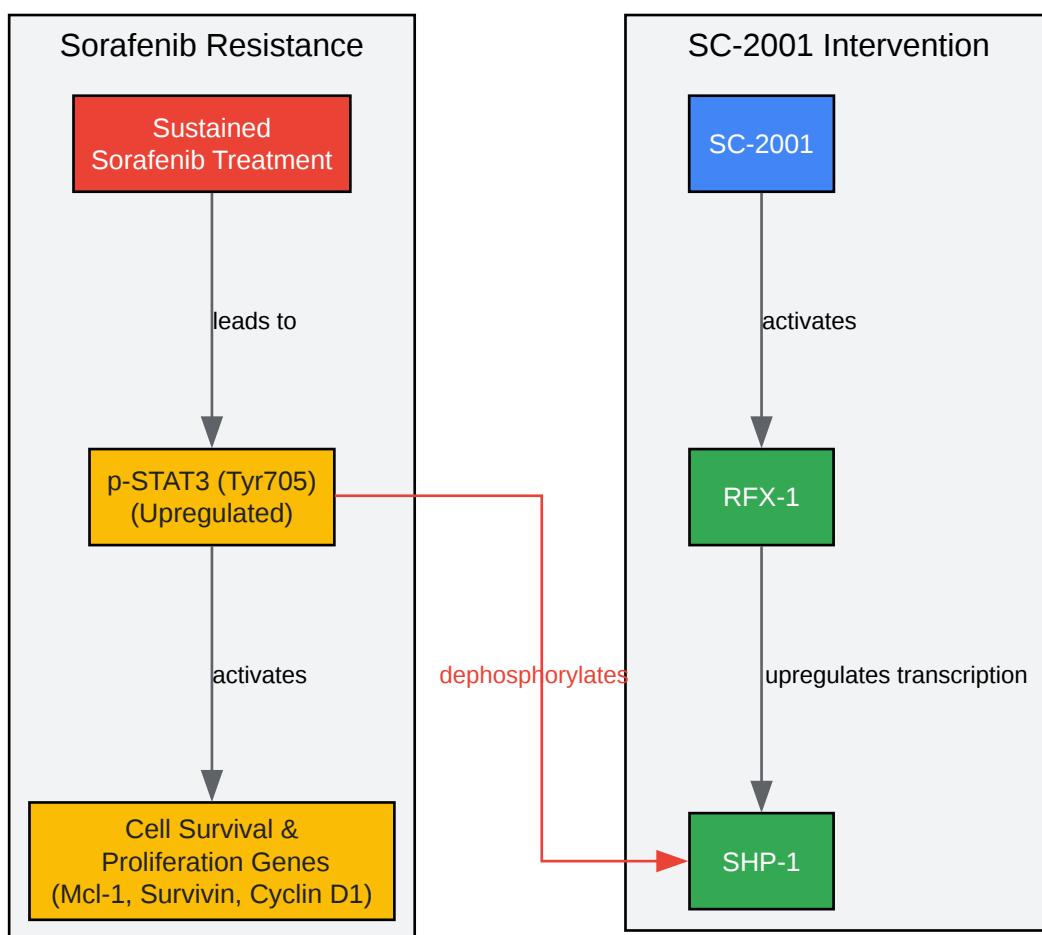 Sorafenib Resistance
Sustained
Sorafenib Treatment
leads to
p-STAT3 (Tyr705)
(Upregulated)
activates
Cell Survival &
Proliferation Genes
(Mcl-1, Survivin, Cyclin D1)
dephosphorylates
SC-2001 Intervention
SC-2001
activates
RFX-1
upregulates transcription
SHP-1